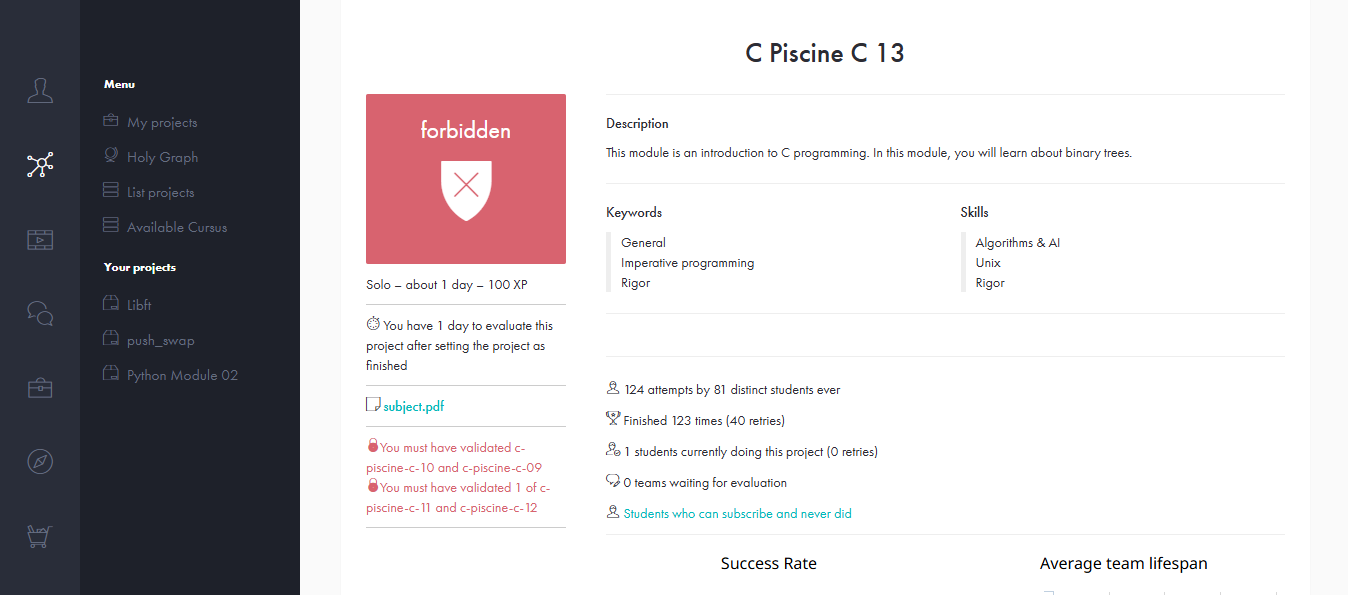 Menu
My projects
Holy Graph
List projects
Available Cursus
Your projects
Libft
push_swap
Python Module 02
C Piscine C 13
forbidden
Solo – about 1 day – 100 XP
You have 1 day to evaluate this
project after setting the project as
finished
subject.pdf
You must have validated c-
piscine-c-10 and c-piscine-c-09
You must have validated 1 of c-
piscine-c-11 and c-piscine-c-12
Description
This module is an introduction to C programming. In this module, you will learn about binary trees.
Keywords
General
Imperative programming
Rigor
Skills
Algorithms & AI
Unix
Rigor
124 attempts by 81 distinct students ever
Finished 123 times (40 retries)
1 students currently doing this project (0 retries)
0 teams waiting for evaluation
Students who can subscribe and never did
Success Rate
Average team lifespan